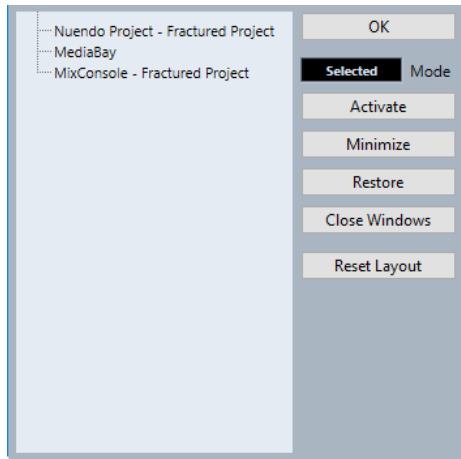 Nuendo Project - Fractured Project
MediaBay
MixConsole - Fractured Project
OK
Selected Mode
Activate
Minimize
Restore
Close Windows
Reset Layout